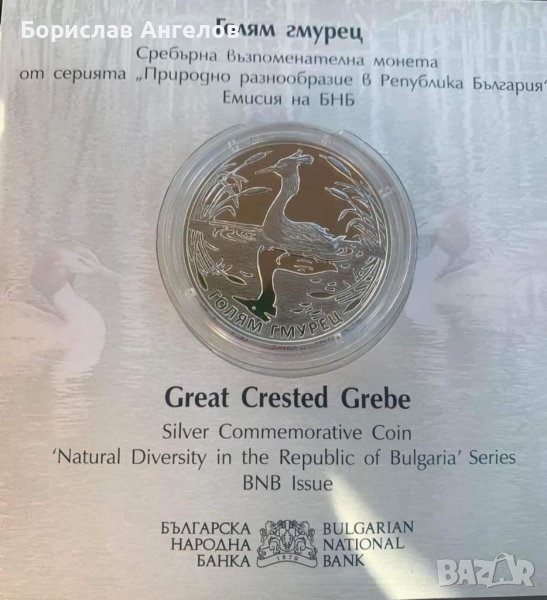 Борислав Ангелов
Голям гмурец
Сребърна възпоменателна монета
от серията „Природно разнообразие в Република България“
Емисия на БНБ
ГОЛЯМ ГМУРЕЦ
Great Crested Grebe
Silver Commemorative Coin
‘Natural Diversity in the Republic of Bulgaria’ Series
BNB Issue
БЪЛГАРСКА
НАРОДНА
БАНКА
1879
BULGARIAN
NATIONAL
BANK
BAZAR
bg